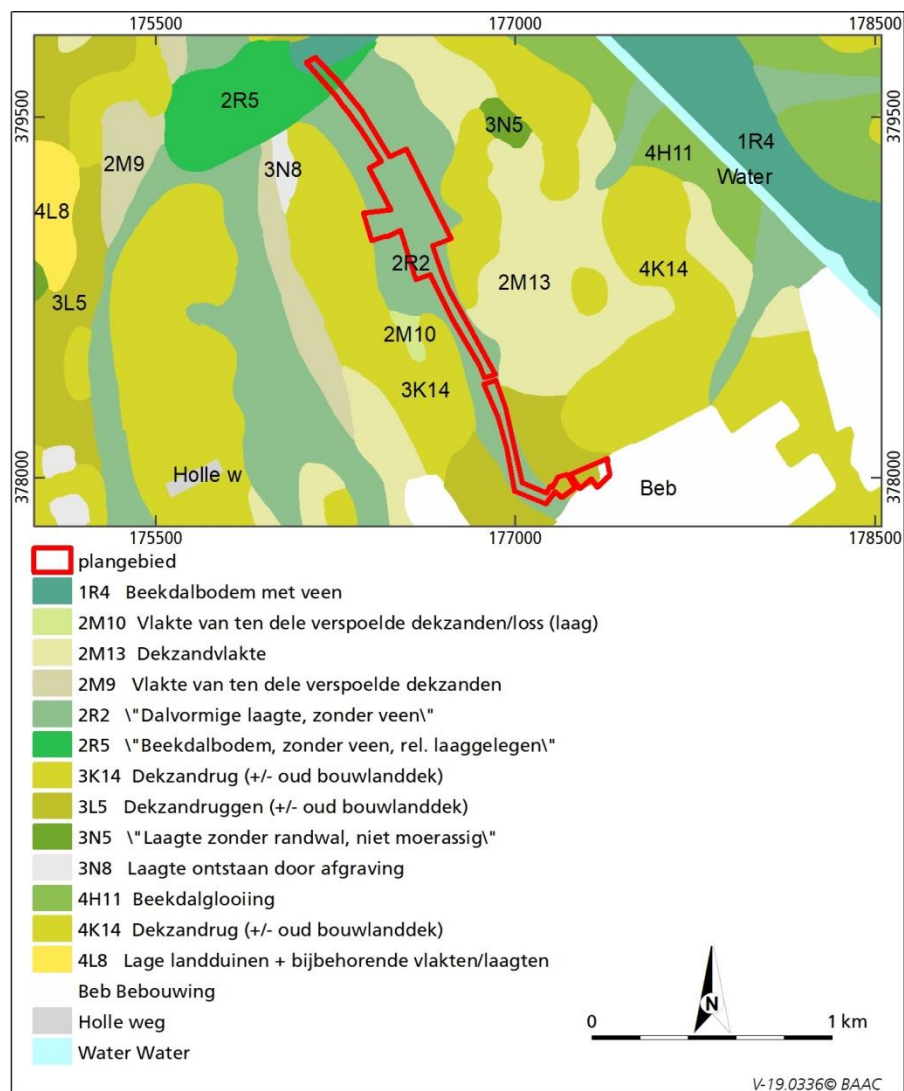 175500 177000 178500
379500 379500
2R5
3N5
1R4
2M9
3N8
4H11
Water
4L8
2R2
2M13
4K14
3L5
2M10
3K14
Holle w
Beb
378000 378000
175500 177000 178500
plangebied
1R4 Beekdalbodem met veen
2M10 Vlakte van ten dele verspoelde dekzanden/loss (laag)
2M13 Dekzandvlakte
2M9 Vlakte van ten dele verspoelde dekzanden
2R2 \"Dalvormige laagte, zonder veen\"
2R5 \"Beekdalbodem, zonder veen, rel. laaggelegen\"
3K14 Dekzandrug (+/- oud bouwlanddek)
3L5 Dekzandruggen (+/- oud bouwlanddek)
3N5 \"Laagte zonder randwal, niet moerassig\"
3N8 Laagte ontstaan door afgraving
4H11 Beekdalglooiing
4K14 Dekzandrug (+/- oud bouwlanddek)
4L8 Lage landduinen + bijbehorende vlakten/laagten
Beb Bebouwing
Holle weg
Water Water
N
0 1 km
V-19.0336© BAAC